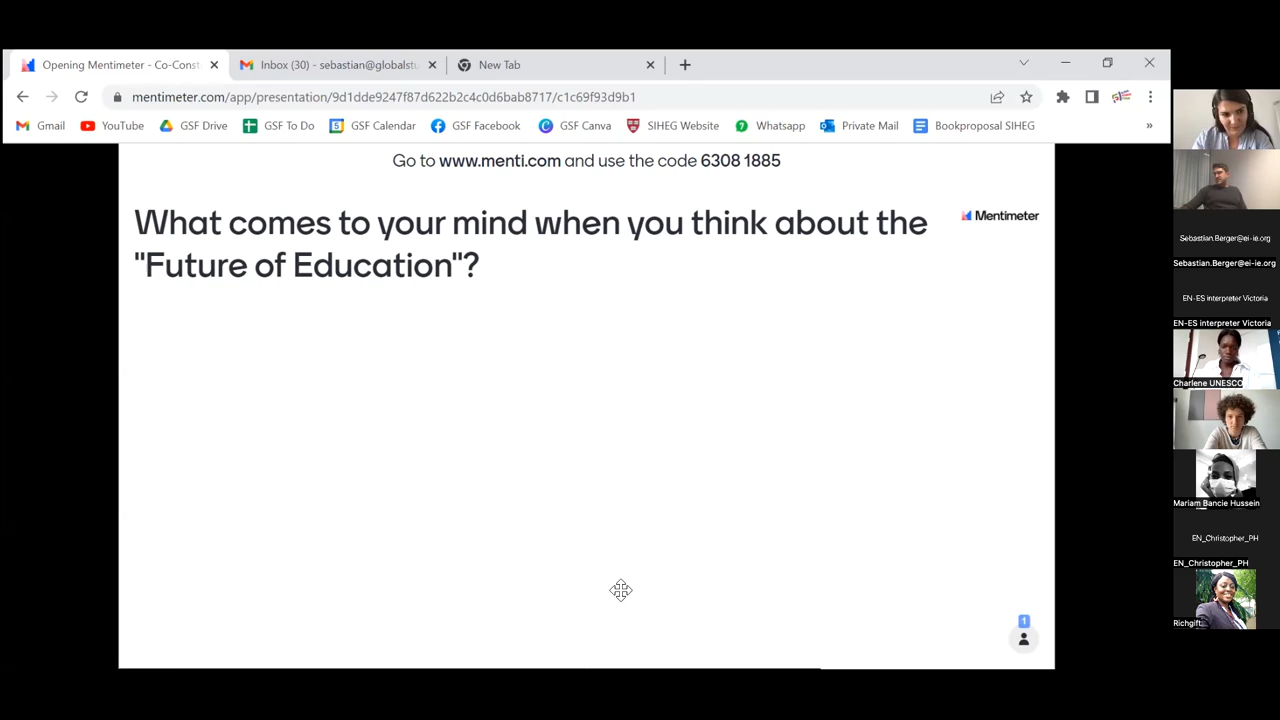 Opening Mentimeter - Co-Const
Inbox (30) - sebastian@globalstu
New Tab
mentimeter.com/app/presentation/9d1dde9247f87d622b2c4c0d6bab8717/c1c69f93d9b1
Gmail
YouTube
GSF Drive
GSF To Do
GSF Calendar
GSF Facebook
GSF Canva
SIHEG Website
Whatsapp
Private Mail
Bookproposal SIHEG
Go to www.menti.com and use the code 6308 1885
What comes to your mind when you think about the
"Future of Education"?
Mentimeter
1
Sebastian.Berger@ei-ie.org
Sebastian.Berger@ei-ie.org
EN-ES interpreter Victoria
EN-ES interpreter Victoria
Charlene UNESCO
Mariam Bancie Hussein
EN_Christopher_PH
EN_Christopher_PH
Richgift